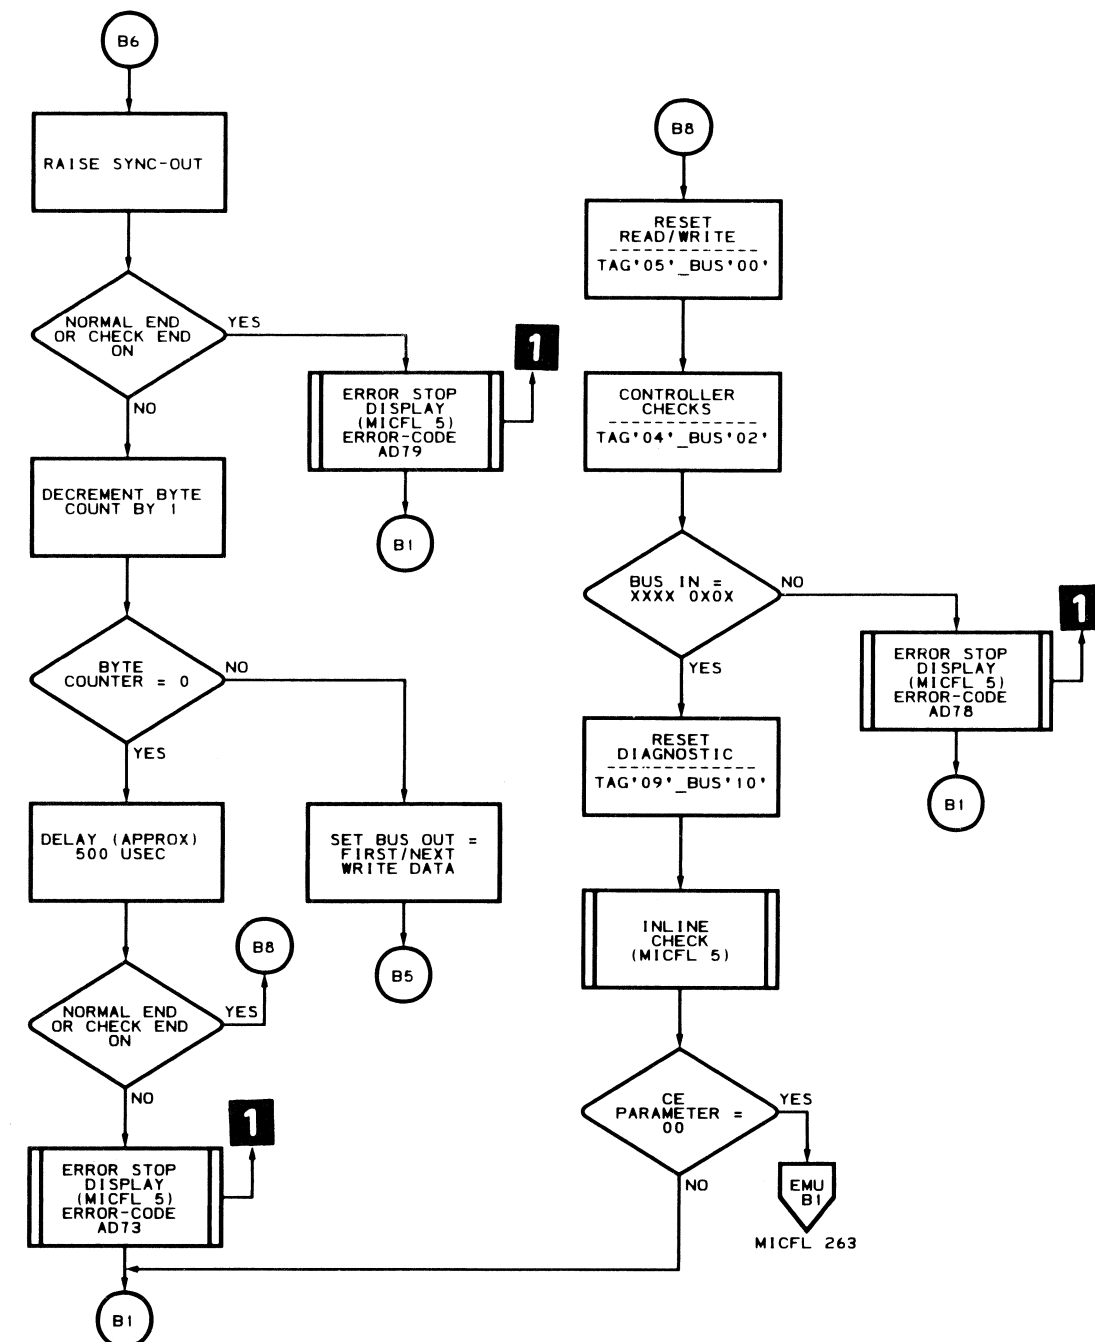 B6
RAISE SYNC-OUT
NORMAL END
OR CHECK END
ON
YES
NO
1
ERROR STOP
DISPLAY
(MICFL 5)
ERROR-CODE
AD79
B1
DECREMENT BYTE
COUNT BY 1
BYTE
COUNTER = 0
NO
YES
DELAY (APPROX)
500 USEC
SET BUS OUT =
FIRST/NEXT
WRITE DATA
B5
B8
NORMAL END
OR CHECK END
ON
YES
NO
1
ERROR STOP
DISPLAY
(MICFL 5)
ERROR-CODE
AD73
B1
B8
RESET
READ/WRITE
TAG'05'_BUS'00'
CONTROLLER
CHECKS
TAG'04'_BUS'02'
BUS IN =
XXXX 0X0X
NO
YES
1
ERROR STOP
DISPLAY
(MICFL 5)
ERROR-CODE
AD78
B1
RESET
DIAGNOSTIC
TAG'09'_BUS'10'
INLINE
CHECK
(MICFL 5)
CE
PARAMETER =
00
YES
NO
EMU
B1
MICFL 263